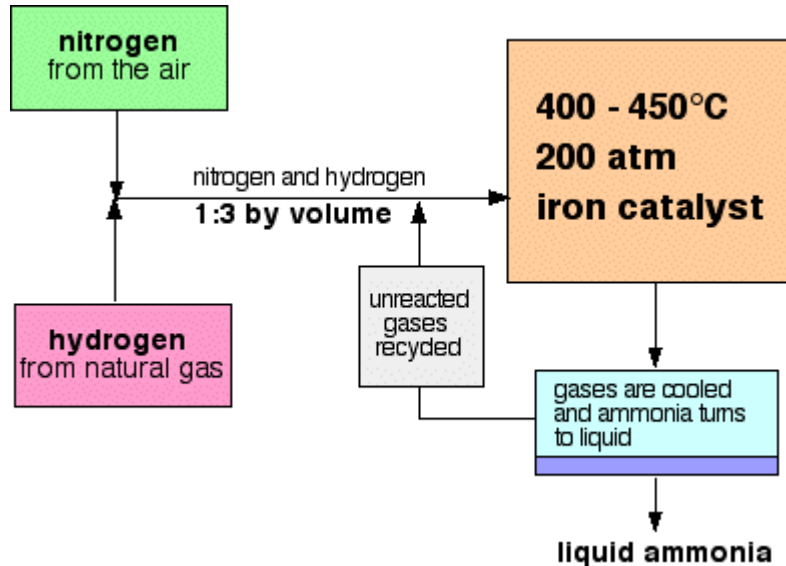 nitrogen
from the air
400 - 450°C
200 atm
iron catalyst
nitrogen and hydrogen
1:3 by volume
hydrogen
from natural gas
unreacted
gases
recycled
gases are cooled
and ammonia turns
to liquid
liquid ammonia